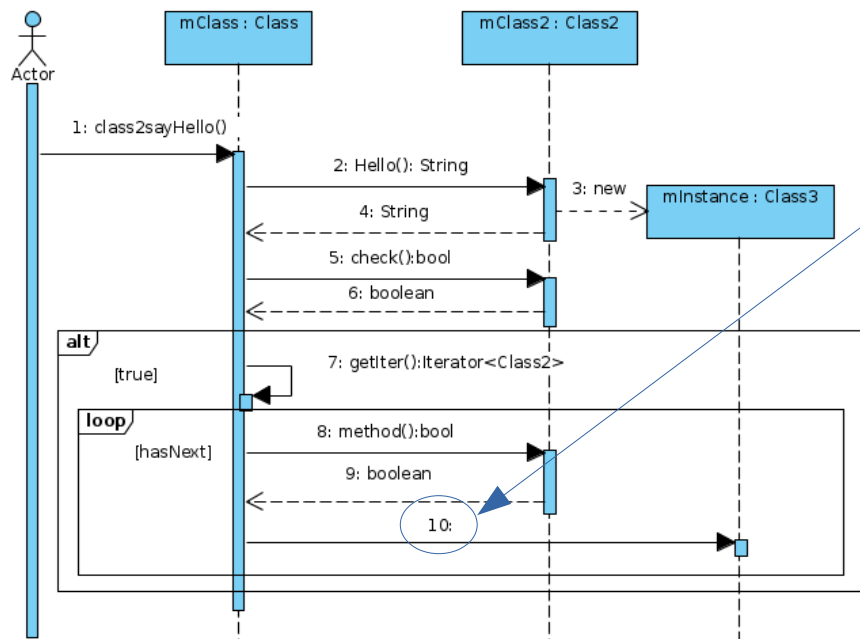 mClass : Class
mClass2 : Class2
Actor
1: class2sayHello()
2: Hello(): String
3: new
mInstance : Class3
4: String
5: check():bool
6: boolean
alt
[true]
7: getIter():Iterator<Class2>
loop
[hasNext]
8: method():bool
9: boolean
10: